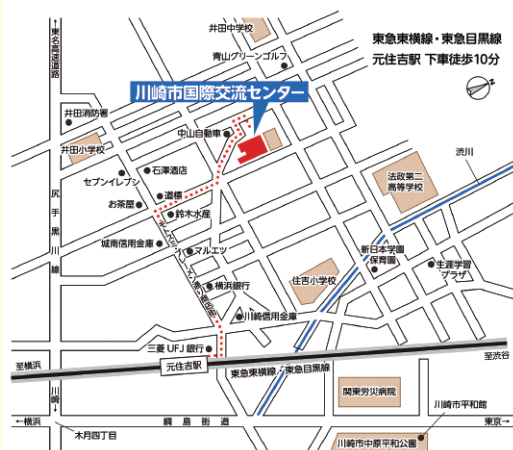 井田中学校
青山グリーンゴルフ
東急東横線・東急目黒線
元住吉駅 下車徒歩10分
←東名高速道路
川崎市国際交流センター
井田消防署
井田小学校
中山自動車
渋川
石澤酒店
セブンイレブン
道標
お茶屋
鈴木水産
法政第二
高等学校
尻手黒川線
城南信用金庫
マルエツ
新日本学園
保育園
生涯学習
プラザ
横浜銀行
住吉小学校
川崎信用金庫
三菱UFJ銀行
至横浜
元住吉駅
東急東横線・東急目黒線
至渋谷
川崎→
関東労災病院
川崎市平和館
←横浜
綱島街道
東京→
木月四丁目
川崎市中原平和公園